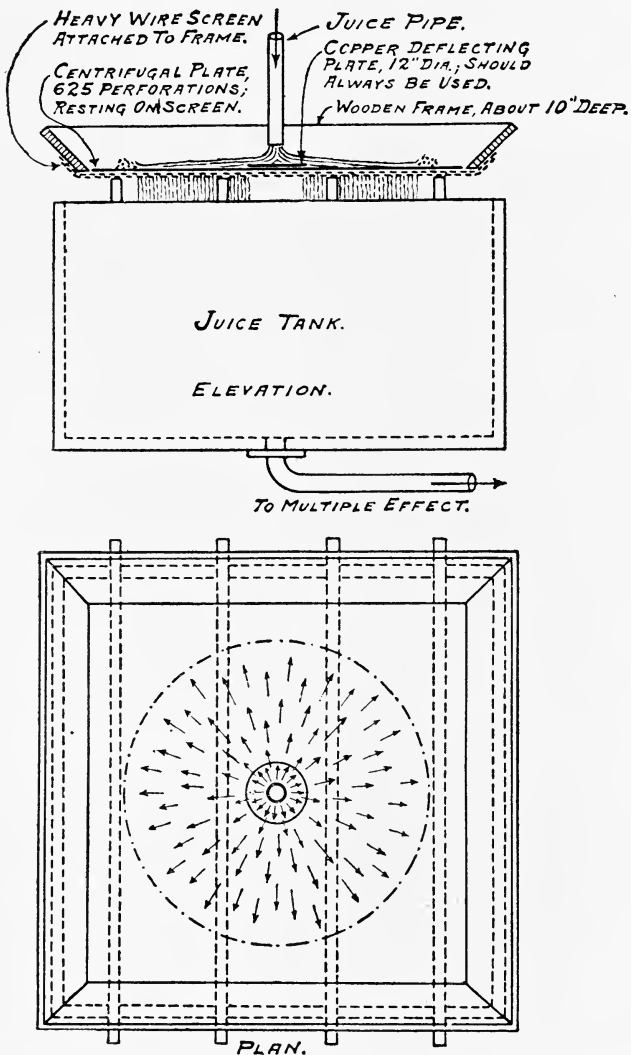 HEAVY WIRE SCREEN
ATTACHED TO FRAME.
CENTRIFUGAL PLATE,
625 PERFORATIONS;
RESTING ON SCREEN.
JUICE PIPE.
COPPER DEFLECTING
PLATE, 12" DIA.; SHOULD
ALWAYS BE USED.
WOODEN FRAME, ABOUT 10" DEEP.
JUICE TANK.
ELEVATION.
TO MULTIPLE EFFECT.
PLAN.